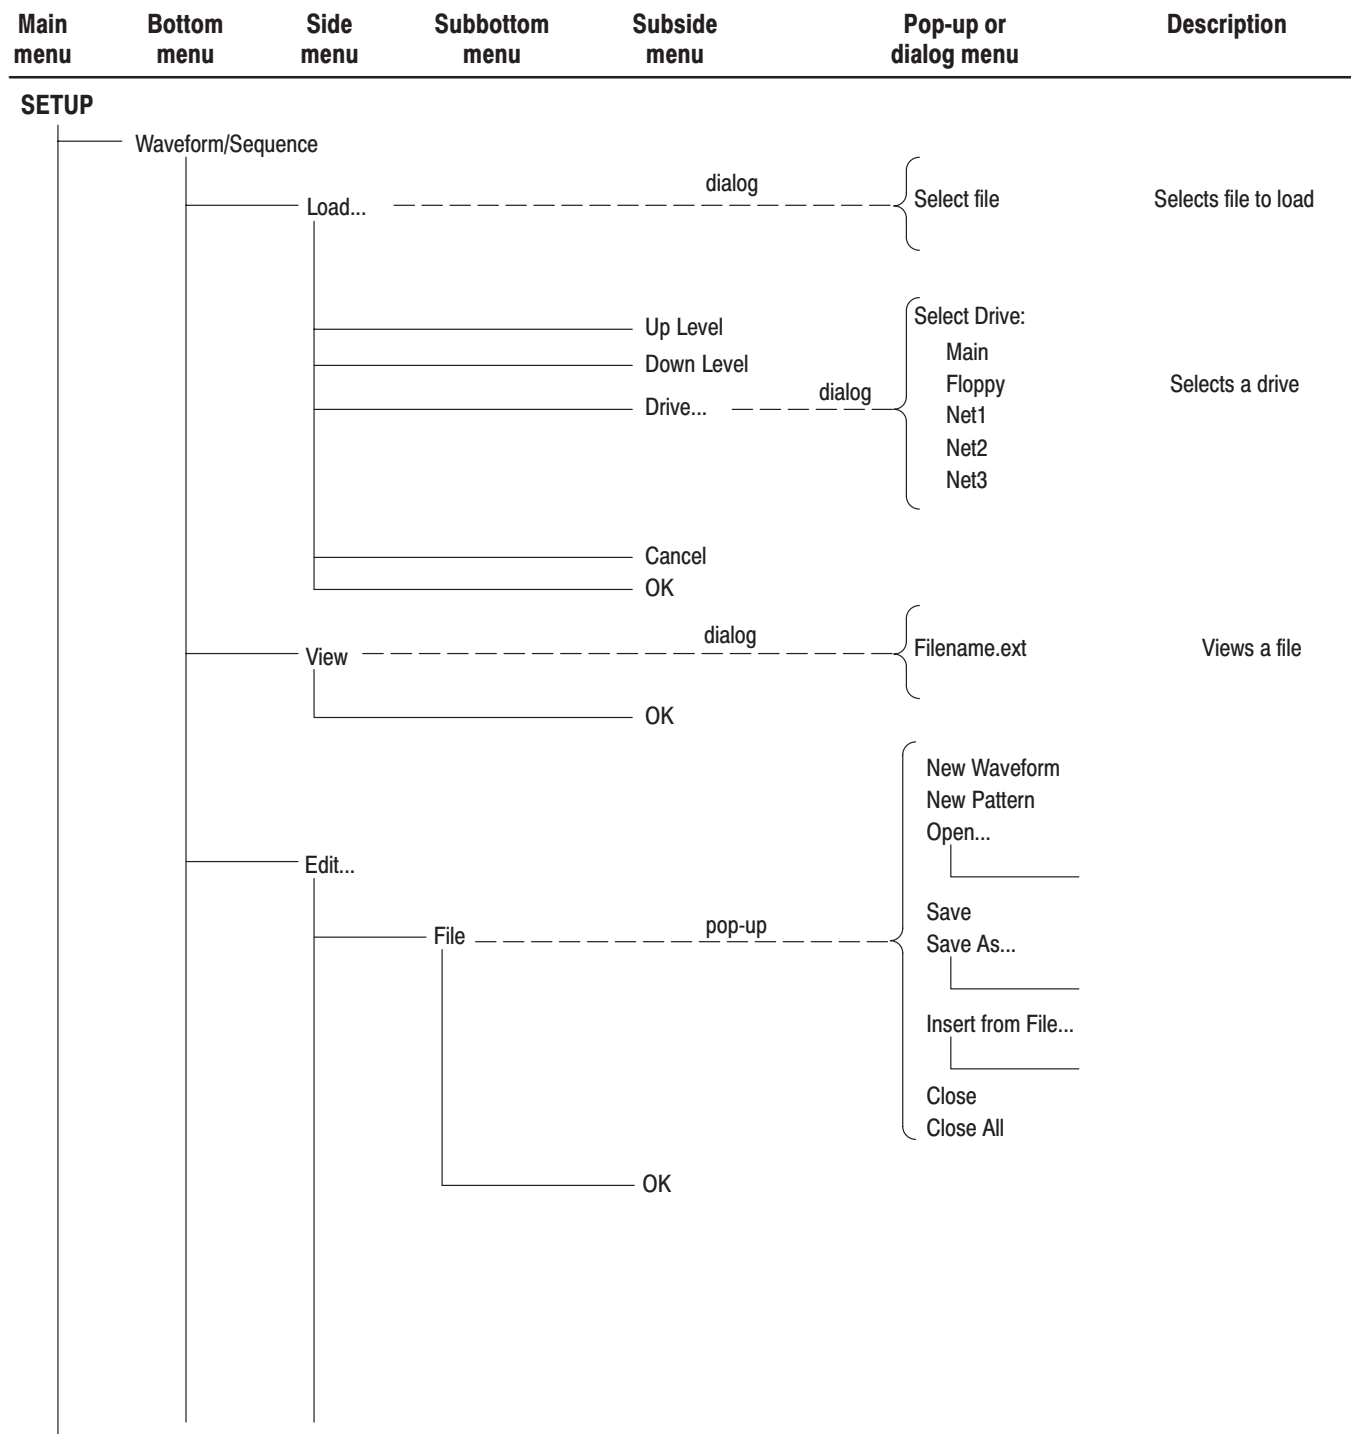 Main menu
Bottom menu
Side menu
Subbottom menu
Subside menu
Pop-up or dialog menu
Description
SETUP
Waveform/Sequence
Load...
dialog
Select file
Selects file to load
Up Level
Down Level
Drive...
dialog
Select Drive:
Main
Floppy
Net1
Net2
Net3
Selects a drive
Cancel
OK
View
dialog
Filename.ext
Views a file
OK
Edit...
File
pop-up
New Waveform
New Pattern
Open...
Save
Save As...
Insert from File...
Close
Close All
OK